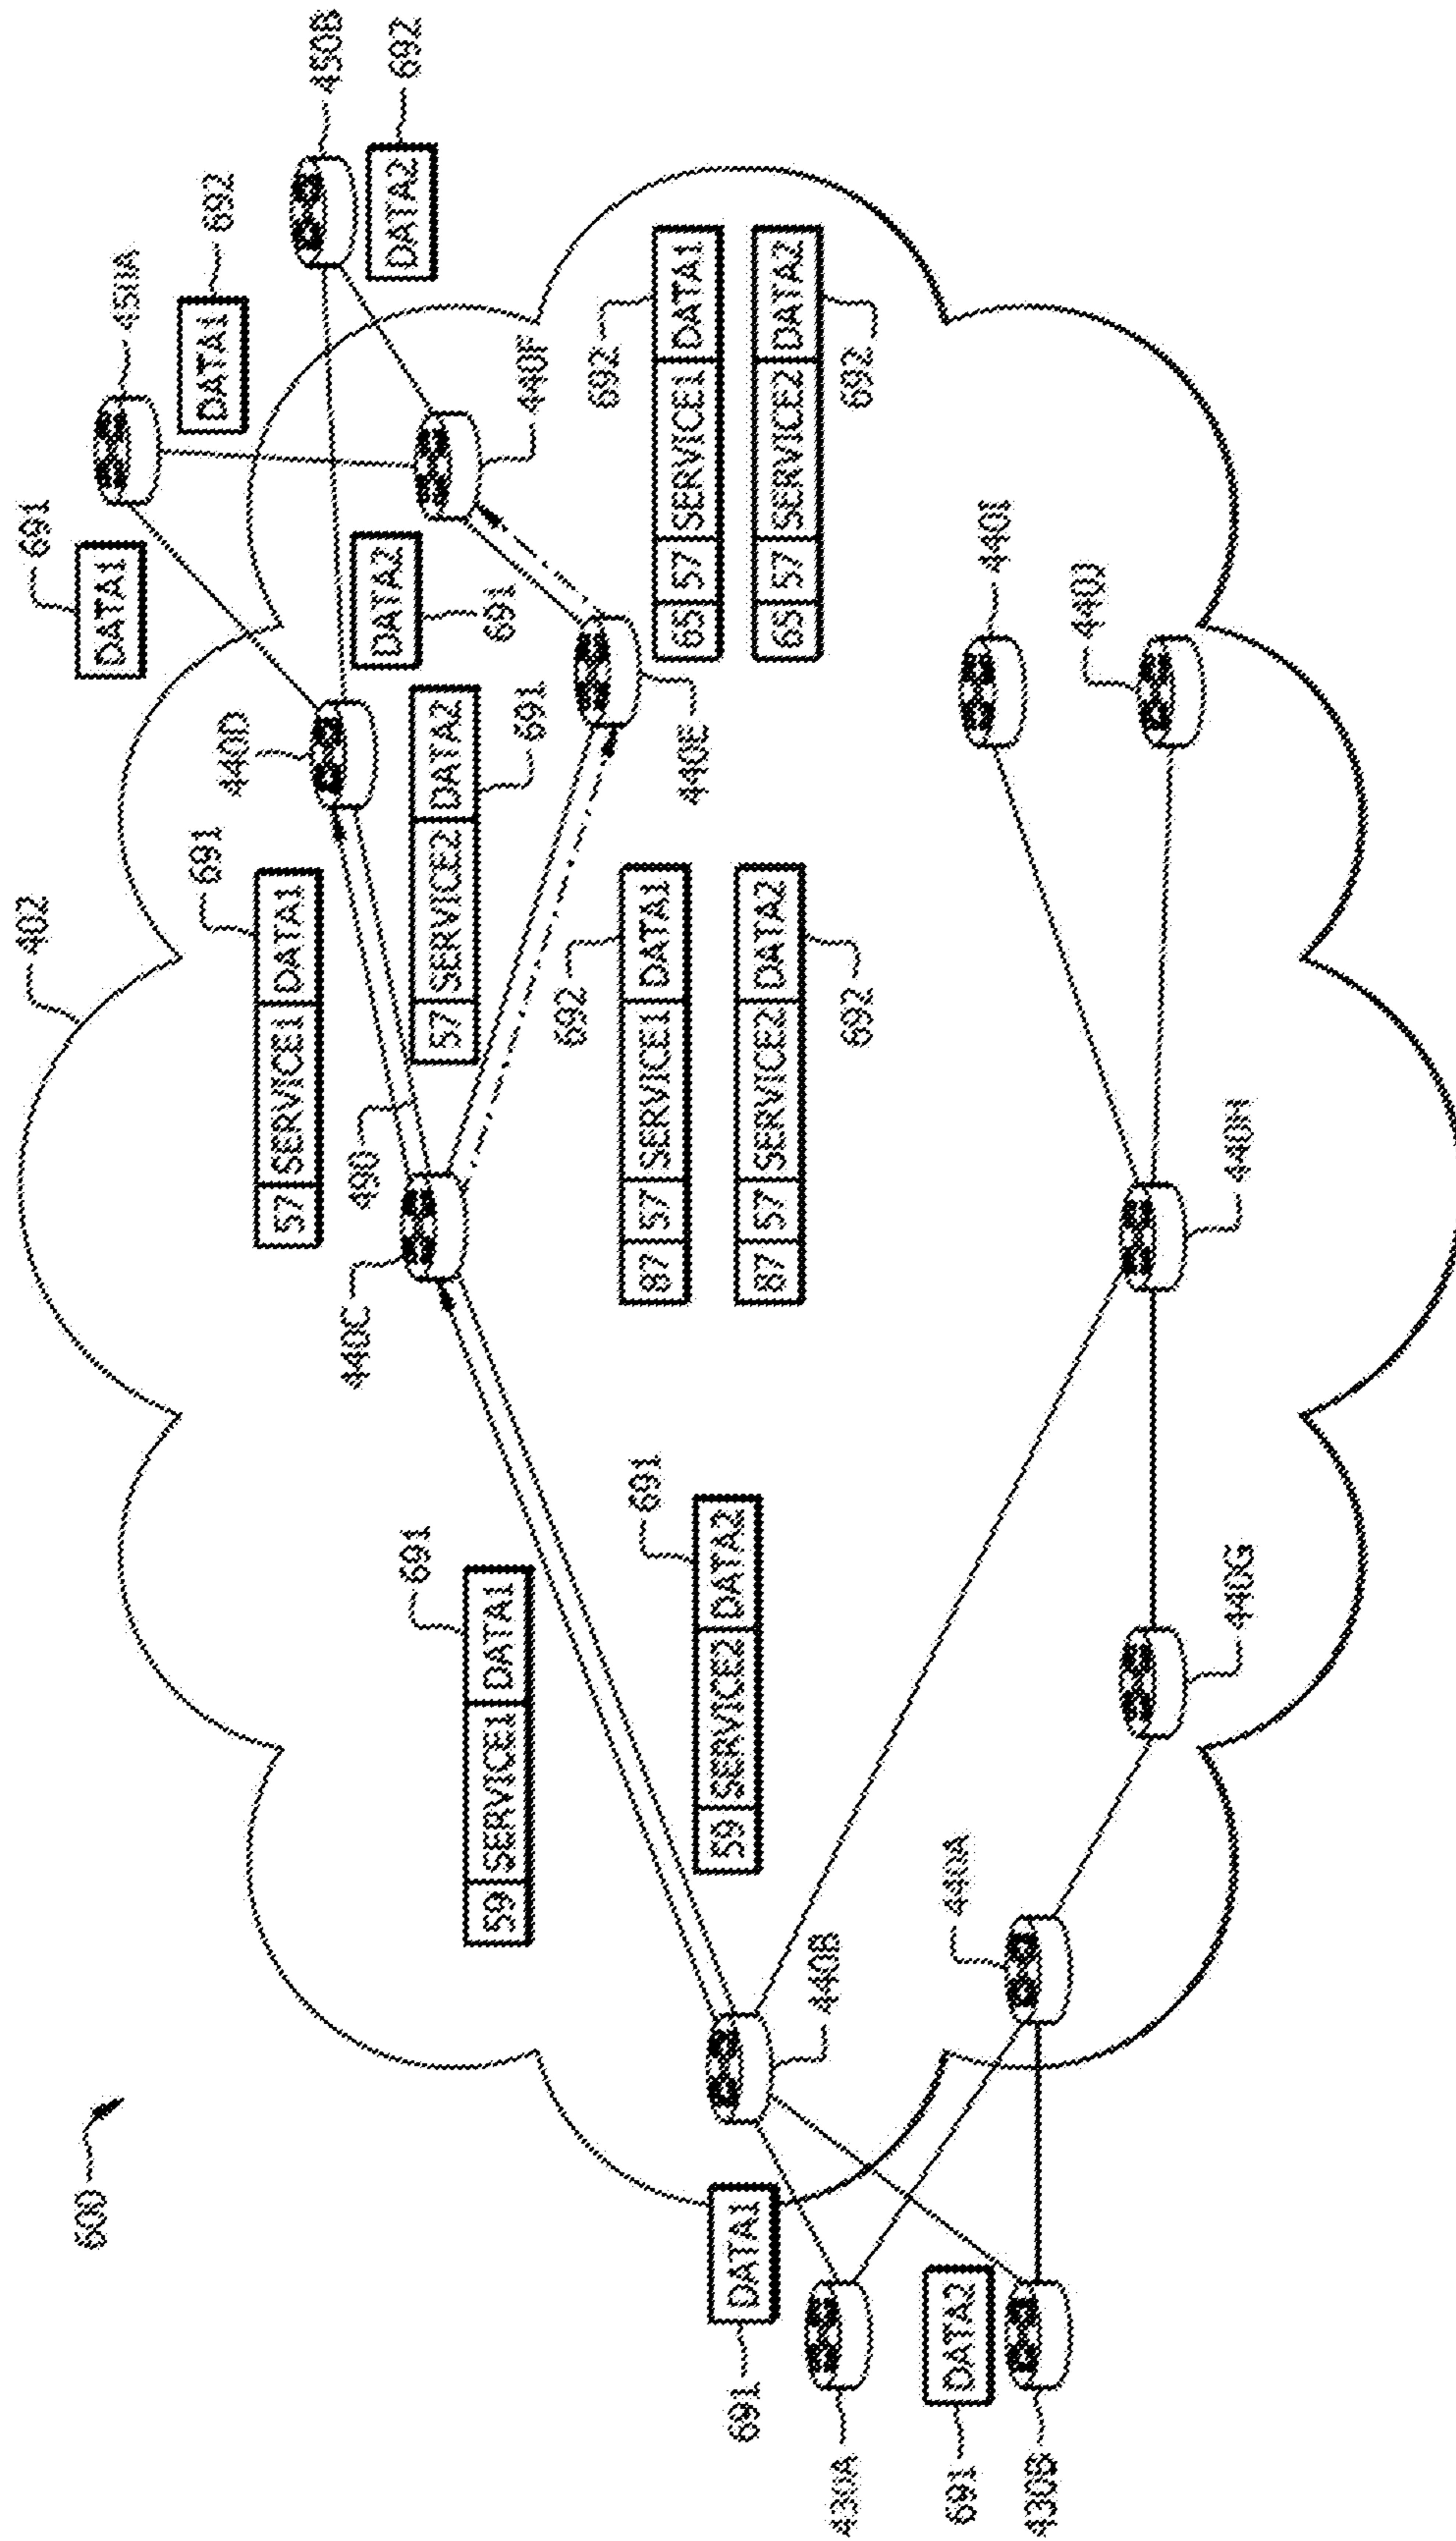 402
691
600
DATA1
450A
691
DATA1
692
440D
57 SERVICE1 DATA1
450B
440C
490
DATA2
DATA2
692
691
57 SERVICE2 DATA2
59 SERVICE1 DATA1
691
691
440F
692
692
691
87 57 SERVICE1 DATA1
440E
65 57 SERVICE1 DATA1
59 SERVICE2 DATA2
691
DATA1
87 57 SERVICE2 DATA2
65 57 SERVICE2 DATA2
440B
430A
692
692
691
DATA2
440A
440I
430B
440J
440G
440H